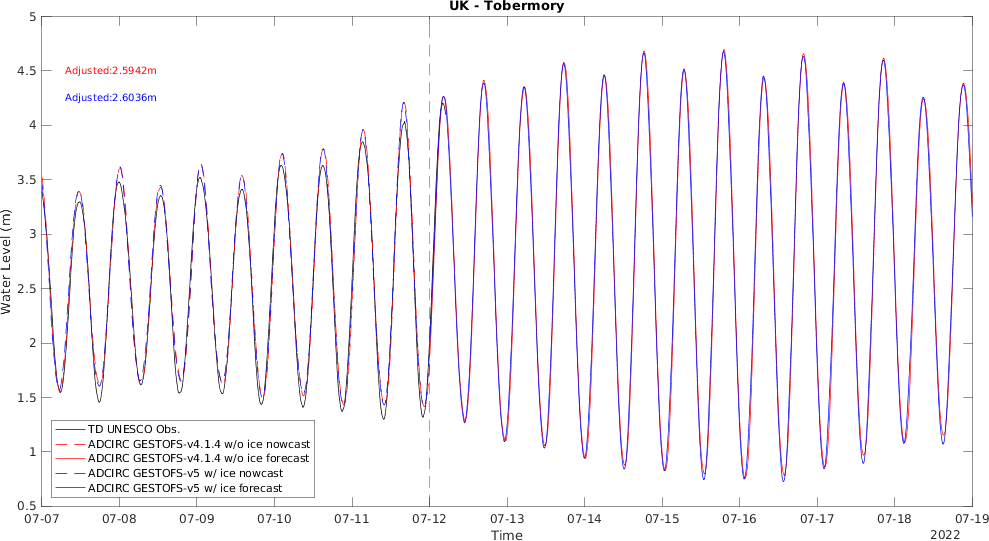 UK - Tobermory
5
4.5
4
3.5
3
2.5
2
1.5
1
0.5
Water Level (m)
Adjusted:2.5942m
Adjusted:2.6036m
TD UNESCO Obs.
ADCIRC GESTOFS-v4.1.4 w/o ice nowcast
ADCIRC GESTOFS-v4.1.4 w/o ice forecast
ADCIRC GESTOFS-v5 w/ ice nowcast
ADCIRC GESTOFS-v5 w/ ice forecast
07-07 07-08 07-09 07-10 07-11 07-12 07-13 07-14 07-15 07-16 07-17 07-18 07-19
Time
2022